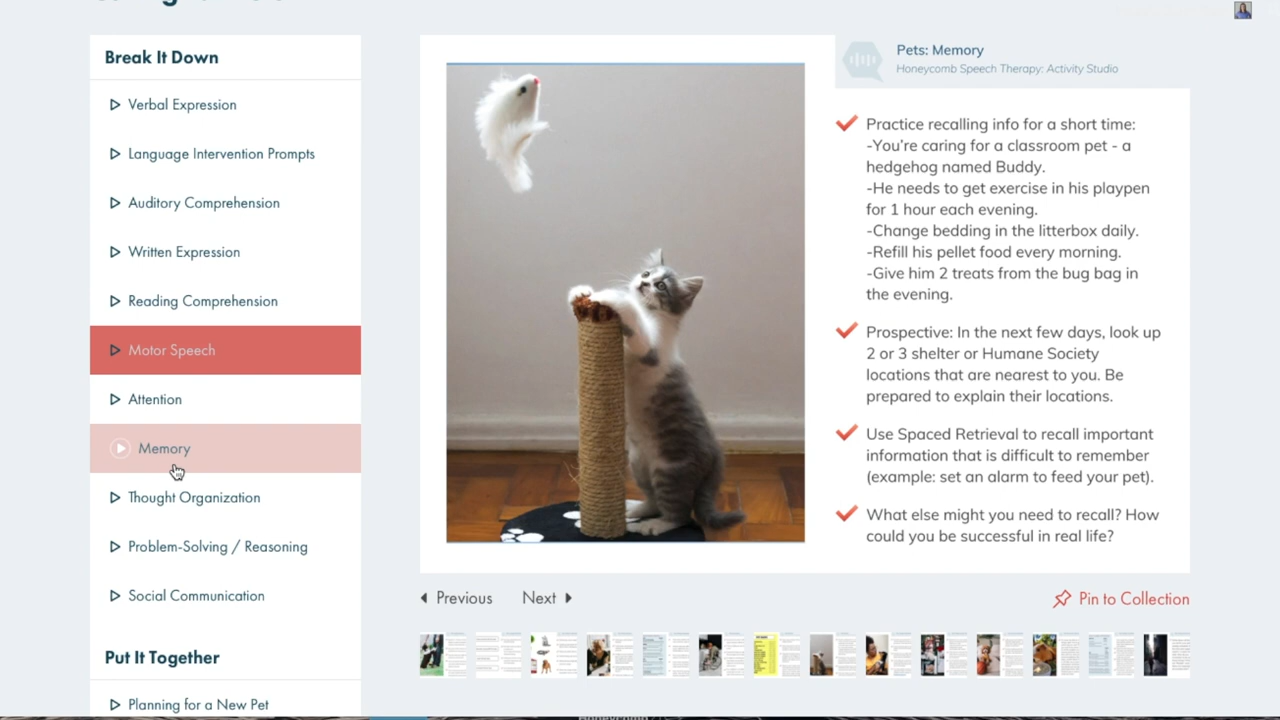 Break It Down
Verbal Expression
Language Intervention Prompts
Auditory Comprehension
Written Expression
Reading Comprehension
Motor Speech
Attention
Memory
Thought Organization
Problem-Solving / Reasoning
Social Communication
Put It Together
Planning for a New Pet
Pets: Memory
Honeycomb Speech Therapy: Activity Studio
Practice recalling info for a short time:
-You're caring for a classroom pet - a
hedgehog named Buddy.
-He needs to get exercise in his playpen
for 1 hour each evening.
-Change bedding in the litterbox daily.
-Refill his pellet food every morning.
-Give him 2 treats from the bug bag in
the evening.
Prospective: In the next few days, look up
2 or 3 shelter or Humane Society
locations that are nearest to you. Be
prepared to explain their locations.
Use Spaced Retrieval to recall important
information that is difficult to remember
(example: set an alarm to feed your pet).
What else might you need to recall? How
could you be successful in real life?
Previous
Next
Pin to Collection